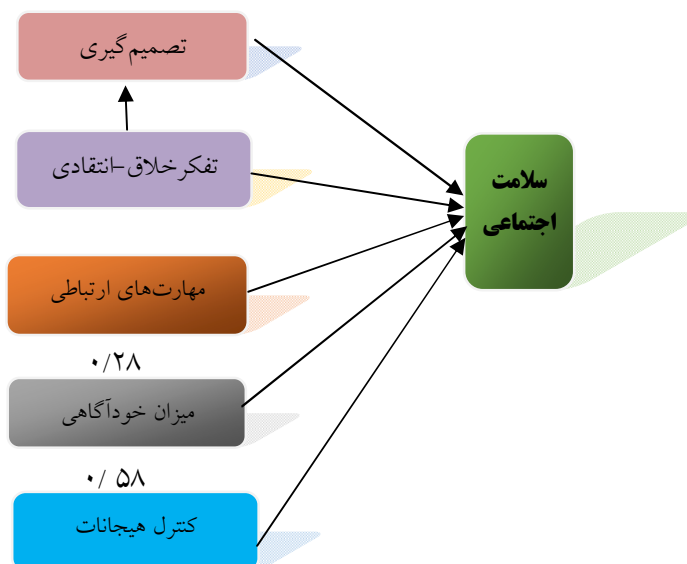 تصمیم‌گیری
تفکر خلاق-انتقادی
سلامت
اجتماعی
مهارت‌های ارتباطی
۰/۲۸
میزان خودآگاهی
۰/ ۵۸
کنترل هیجانات